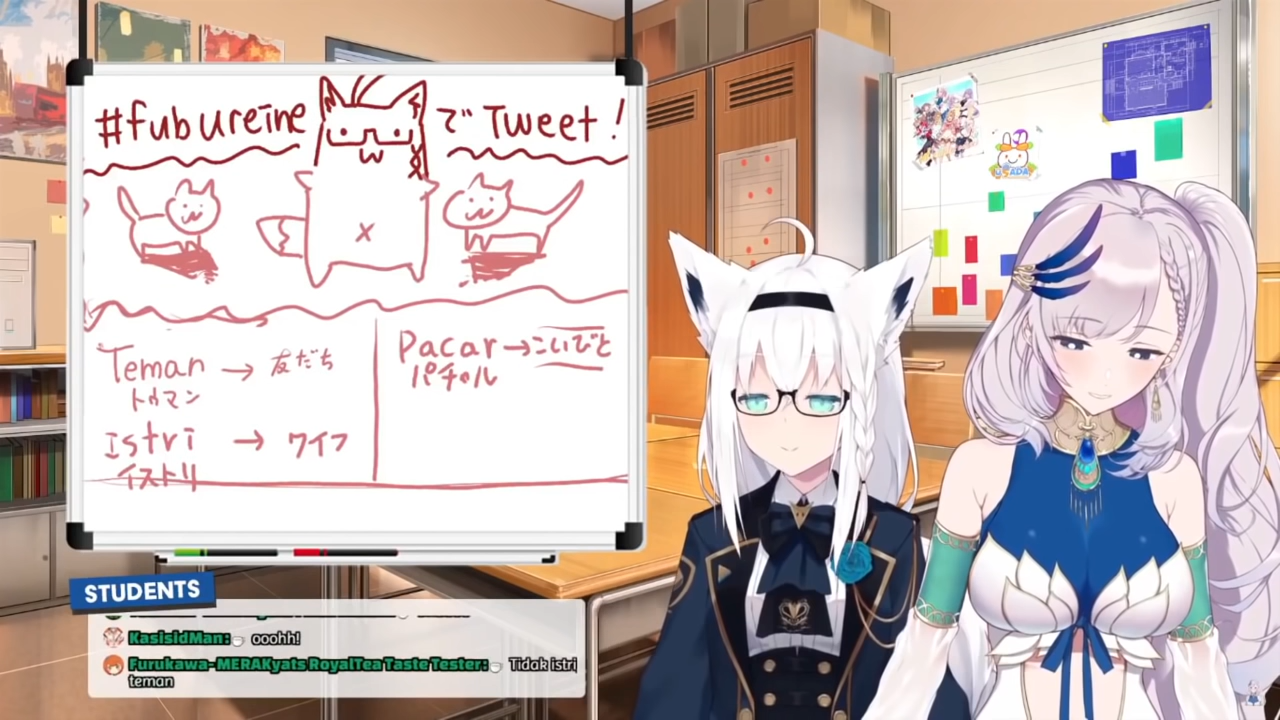 #fubureine で Tweet!
Teman → 友だち
トゥマン
istri → ワイフ
イストリ
Pacar → こいびと
パチャル
USADA
STUDENTS
KasisidMan: oooh!
Furukawa-MERAKyats RoyalTea Taste Tester: Tidak istri
teman